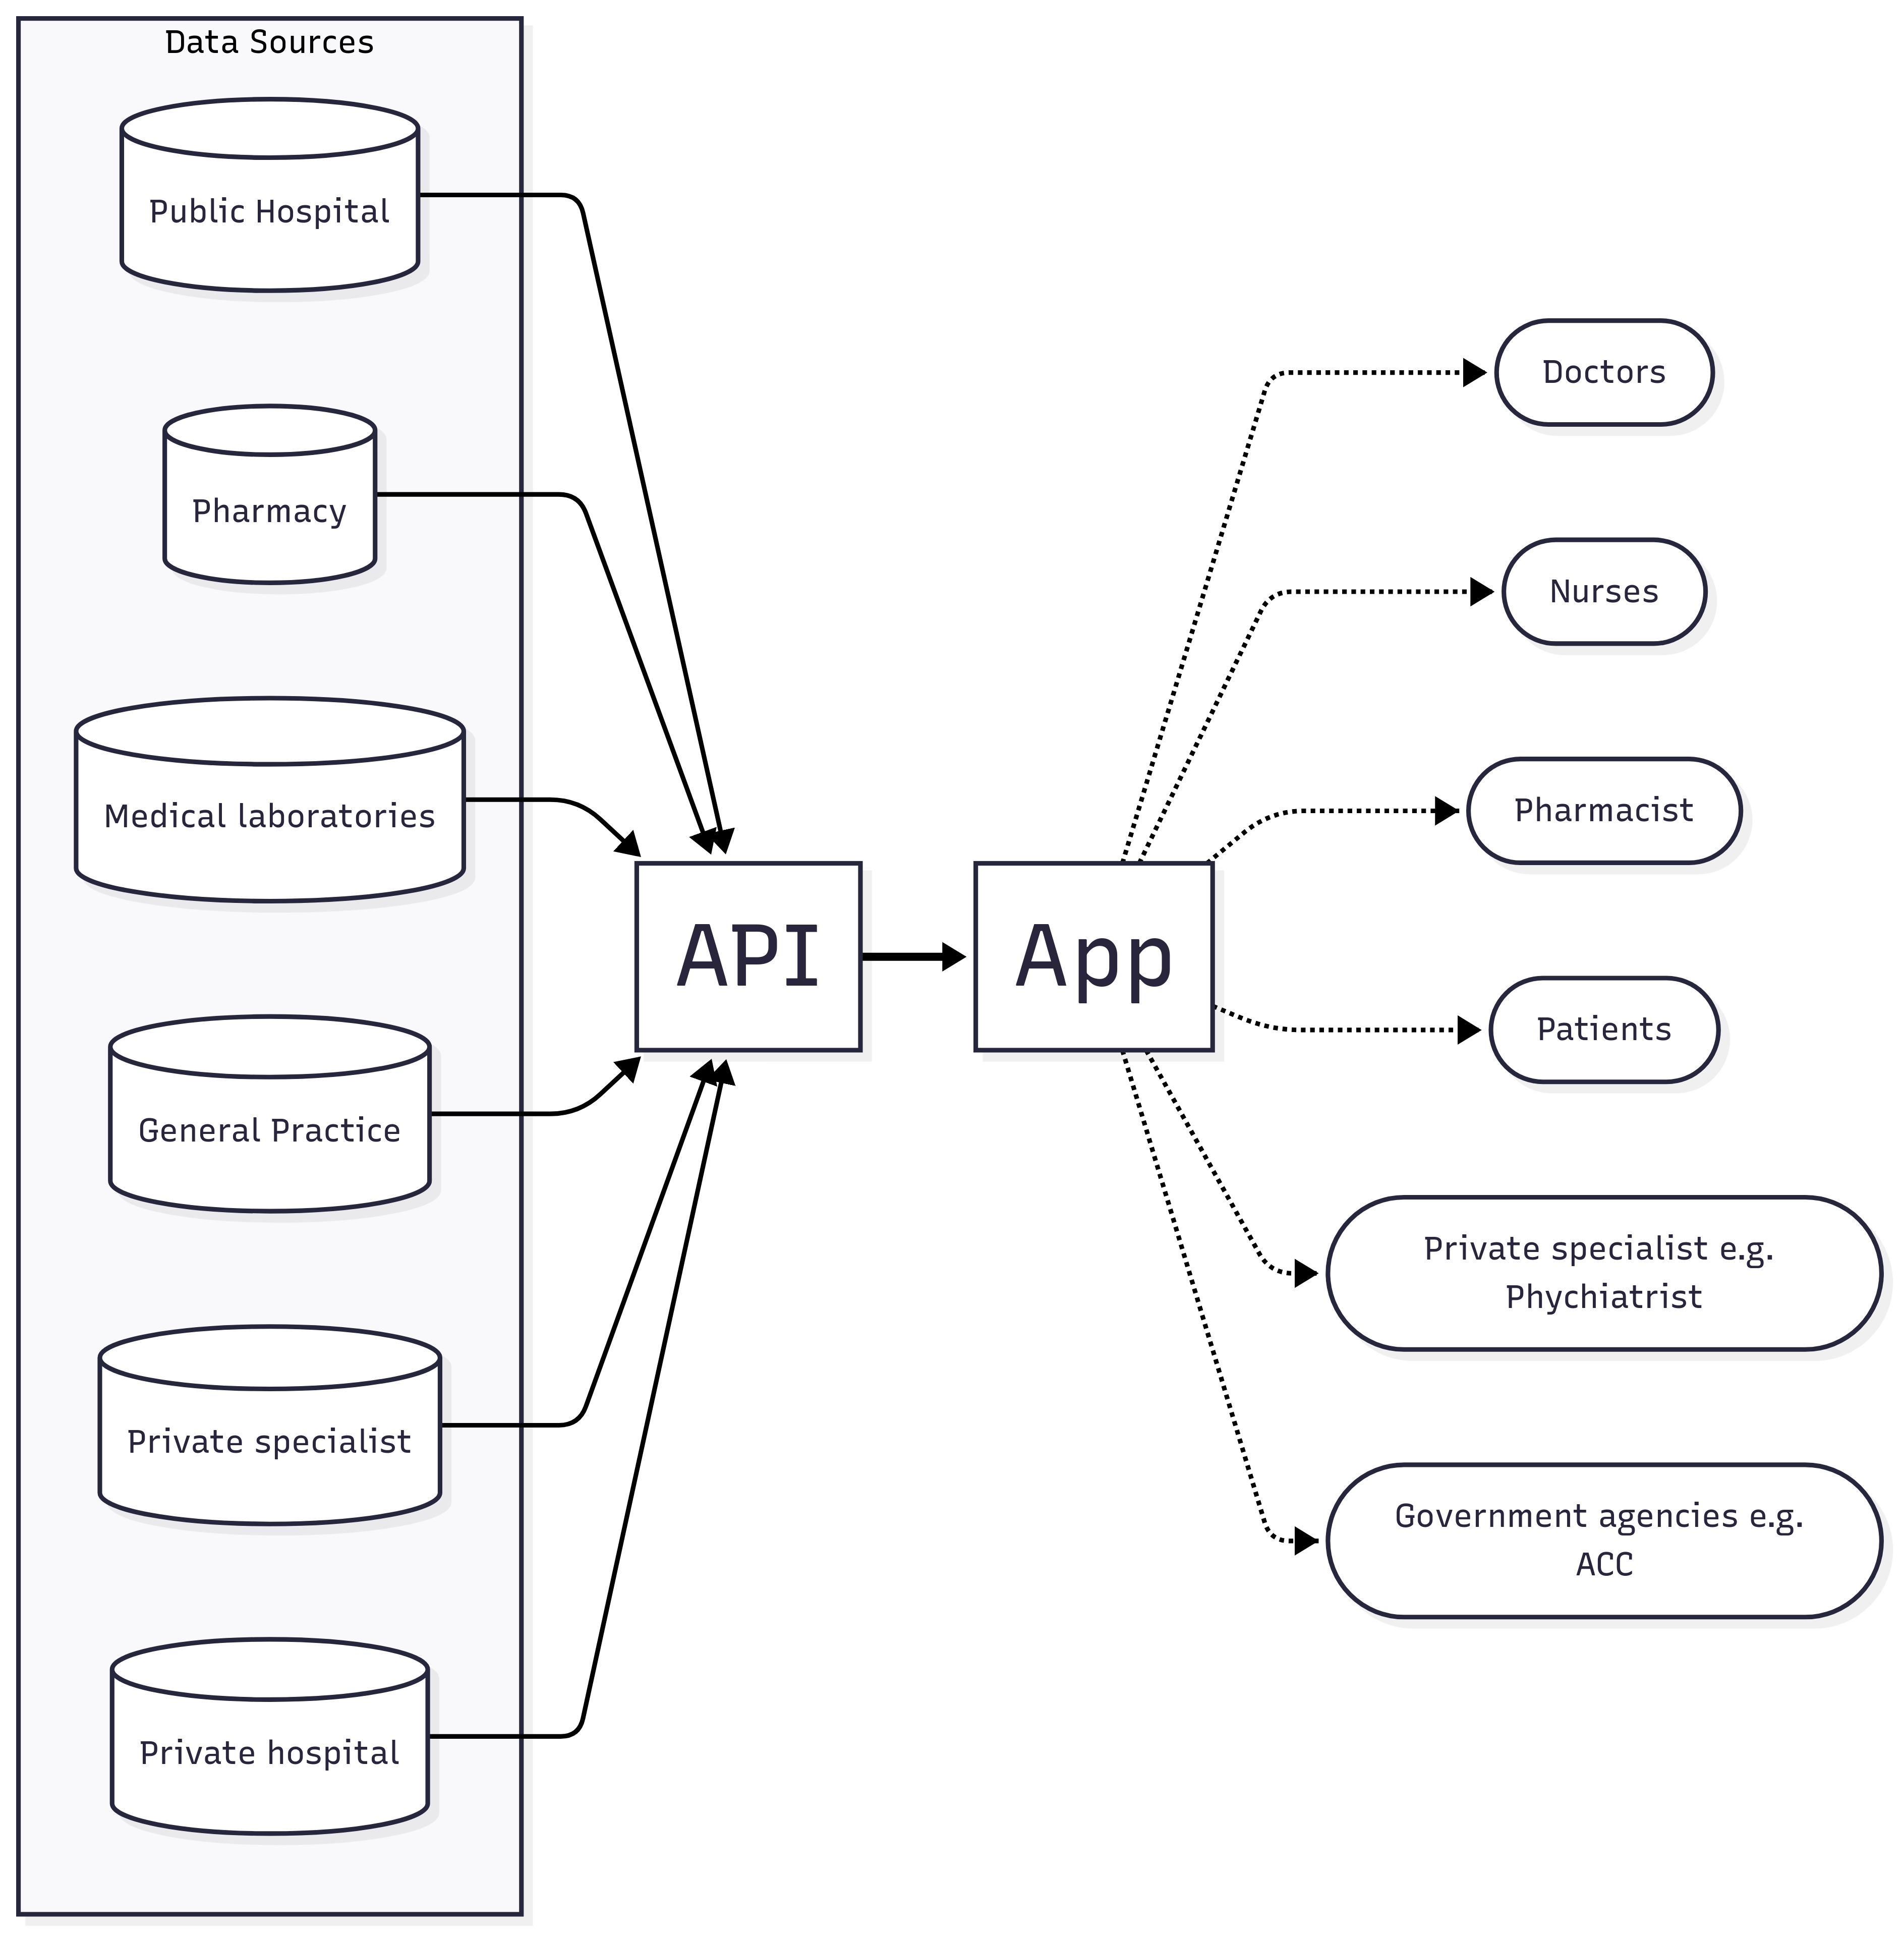 Data Sources
Public Hospital
Pharmacy
Medical laboratories
General Practice
Private specialist
Private hospital
API
App
Doctors
Nurses
Pharmacist
Patients
Private specialist e.g.
Phychiatrist
Government agencies e.g.
ACC